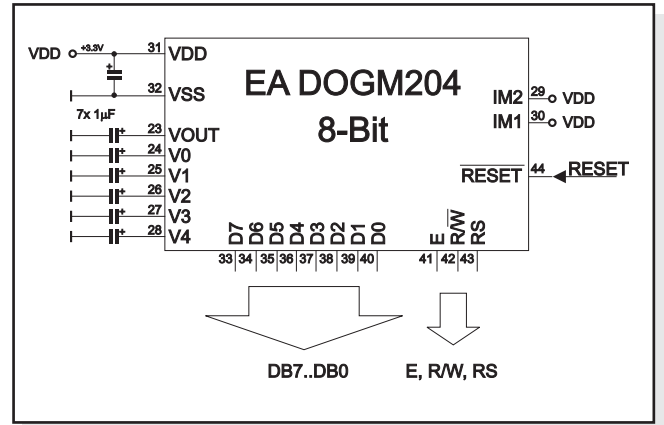 EA DOGM204
8-Bit
VDD +3.3V 31 VDD
32 VSS
7x 1µF
23 VOUT
24 V0
25 V1
26 V2
27 V3
28 V4
IM2 29 VDD
IM1 30 VDD
RESET 44 RESET
D7 D6 D5 D4 D3 D2 D1 D0
33 34 35 36 37 38 39 40
E R/W RS
41 42 43
DB7..DB0
E, R/W, RS